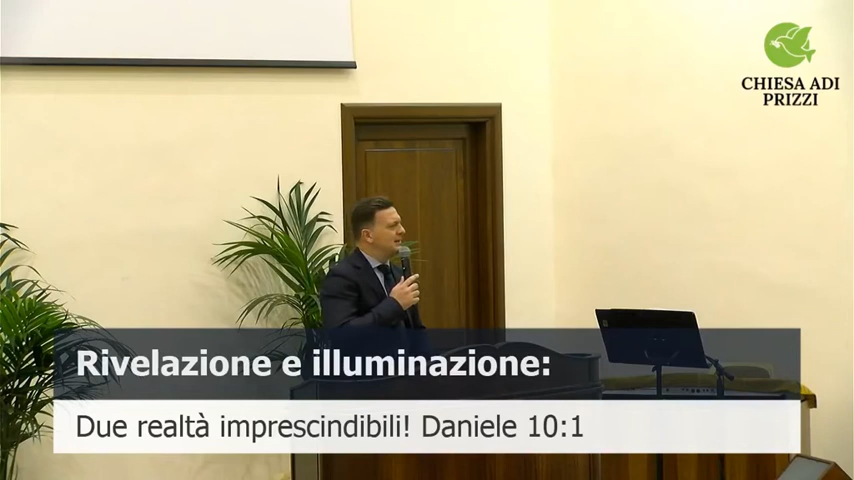 CHIESA ADI
PRIZZI
Rivelazione e illuminazione:
Due realtà imprescindibili! Daniele 10:1